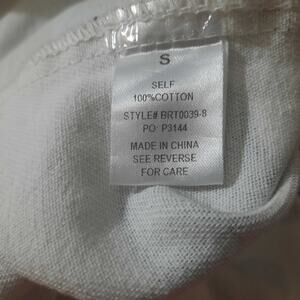 S
SELF
100%COTTON
STYLE# BRT0039-8
PO: P3144
MADE IN CHINA
SEE REVERSE
FOR CARE